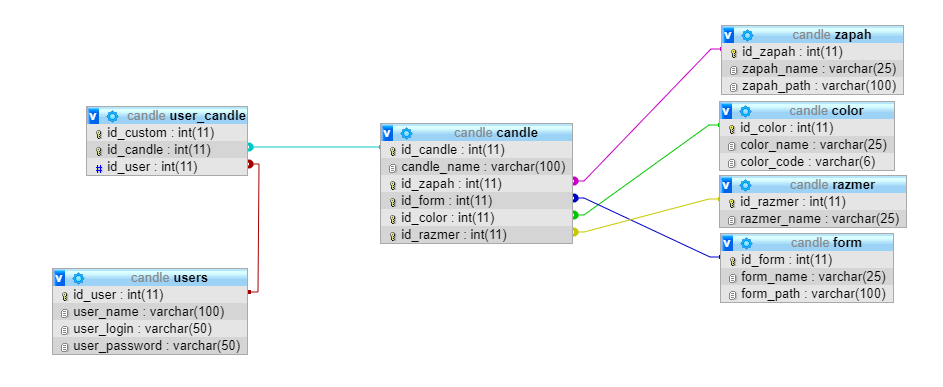 candle zapah
id_zapah : int(11)
zapah_name : varchar(25)
zapah_path : varchar(100)
v candle user_candle
id_custom : int(11)
id_candle : int(11)
# id_user : int(11)
v candle candle
id_candle : int(11)
candle_name : varchar(100)
id_zapah : int(11)
id_form : int(11)
id_color : int(11)
id_razmer : int(11)
v candle color
id_color : int(11)
color_name : varchar(25)
color_code : varchar(6)
v candle razmer
id_razmer : int(11)
razmer_name : varchar(25)
v candle form
id_form : int(11)
form_name : varchar(25)
form_path : varchar(100)
v candle users
id_user : int(11)
user_name : varchar(100)
user_login : varchar(50)
user_password : varchar(50)